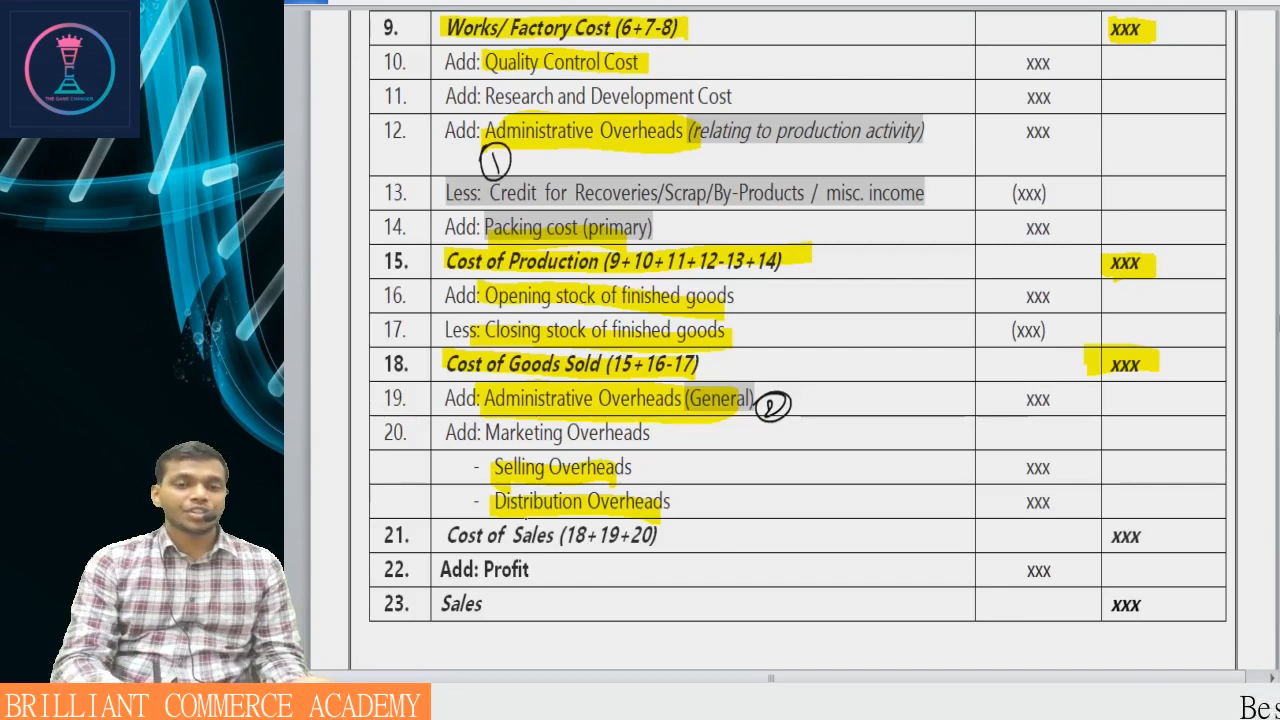 THE GAME CHANGER
9. Works/ Factory Cost (6+7-8) xxx
10. Add: Quality Control Cost xxx
11. Add: Research and Development Cost xxx
12. Add: Administrative Overheads (relating to production activity) xxx
1
13. Less: Credit for Recoveries/Scrap/By-Products / misc. income (xxx)
14. Add: Packing cost (primary) xxx
15. Cost of Production (9+10+11+12-13+14) xxx
16. Add: Opening stock of finished goods xxx
17. Less: Closing stock of finished goods (xxx)
18. Cost of Goods Sold (15+16-17) xxx
19. Add: Administrative Overheads (General) 2 xxx
20. Add: Marketing Overheads
- Selling Overheads xxx
- Distribution Overheads xxx
21. Cost of Sales (18+19+20) xxx
22. Add: Profit xxx
23. Sales xxx
BRILLIANT COMMERCE ACADEMY Bes